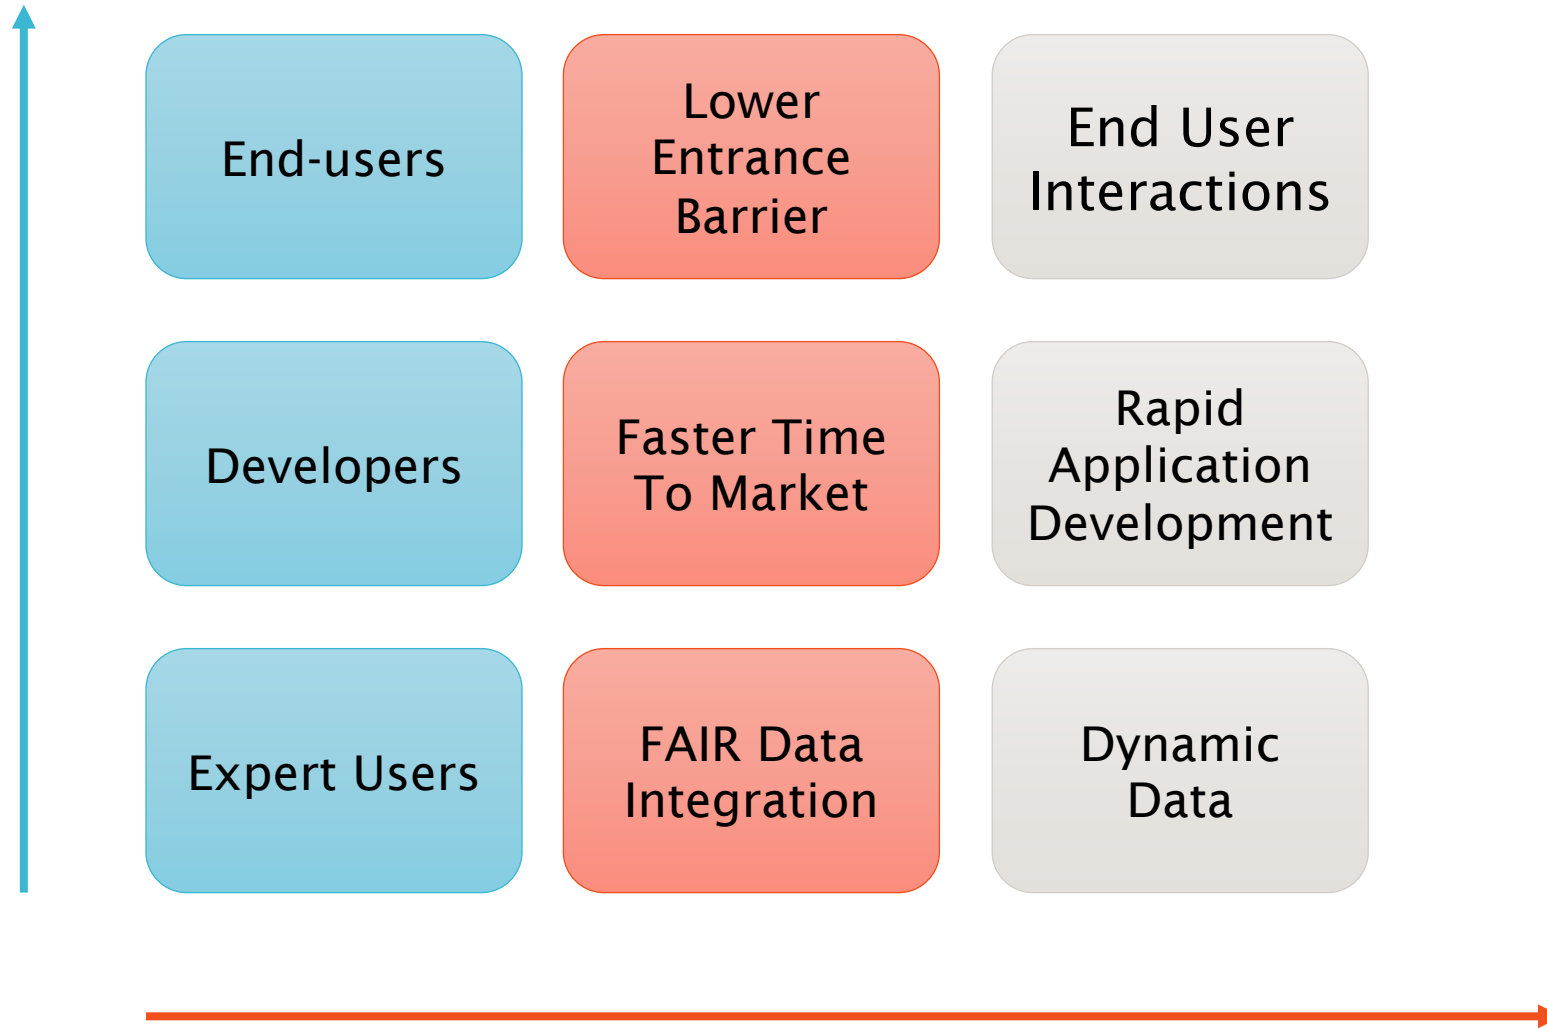 End-users
Lower
Entrance
Barrier
End User
Interactions
Developers
Faster Time
To Market
Rapid
Application
Development
Expert Users
FAIR Data
Integration
Dynamic
Data